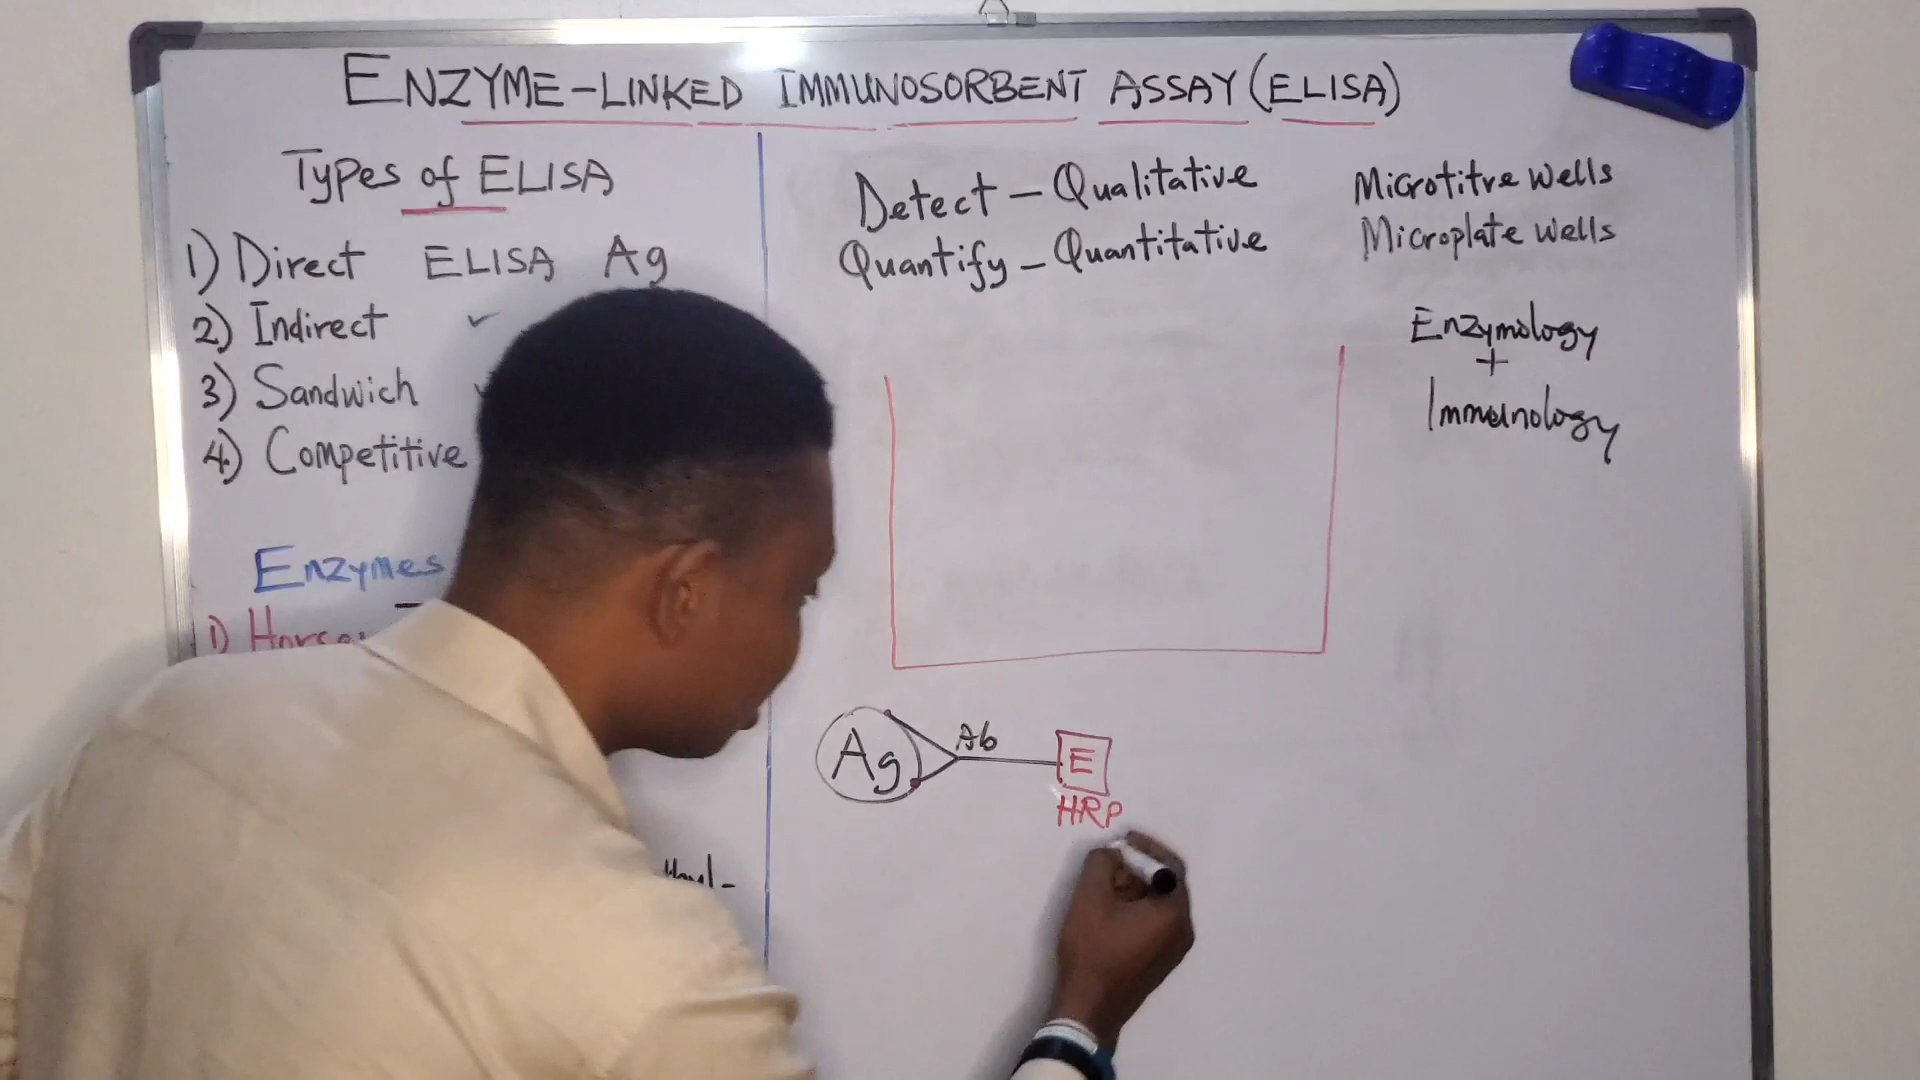 ENZYME-LINKED IMMUNOSORBENT ASSAY (ELISA)
Types of ELISA
1) Direct ELISA Ag
2) Indirect ✓
3) Sandwich
4) Competitive
Enzymes
1)
Detect - Qualitative
Quantify - Quantitative
Microtitre wells
Microplate wells
Enzymology
+
Immunology
Ag
Ab
E
HRP